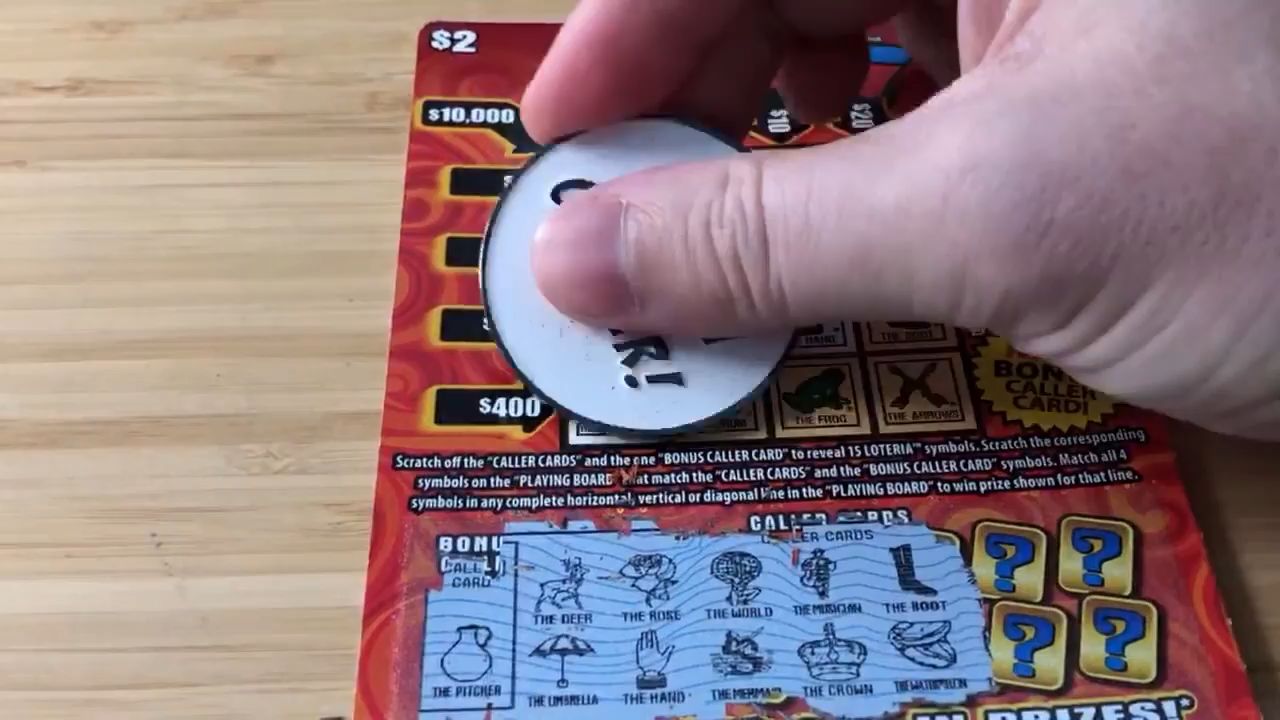 $2
$10,000
$10
$20
R!
HAND
THE BOOT
$400
THE FROG
THE ARROWS
BON
CALLER
CARD!
Scratch off the "CALLER CARDS" and the one "BONUS CALLER CARD" to reveal 15 LOTERIA™ symbols. Scratch the corresponding
symbols on the "PLAYING BOARD" that match the "CALLER CARDS" and the "BONUS CALLER CARD" symbols. Match all 4
symbols in any complete horizontal, vertical or diagonal line in the "PLAYING BOARD" to win prize shown for that line.
CALLER CARDS
BONU
CARD
ER CARDS
THE DEER
THE ROSE
THE WORLD
THE MUSICIAN
THE BOOT
? ?
THE PITCHER
THE UMBRELLA
THE HAND
THE MERMAID
THE CROWN
THE WATERMELON
? ?
IN PRIZES!*